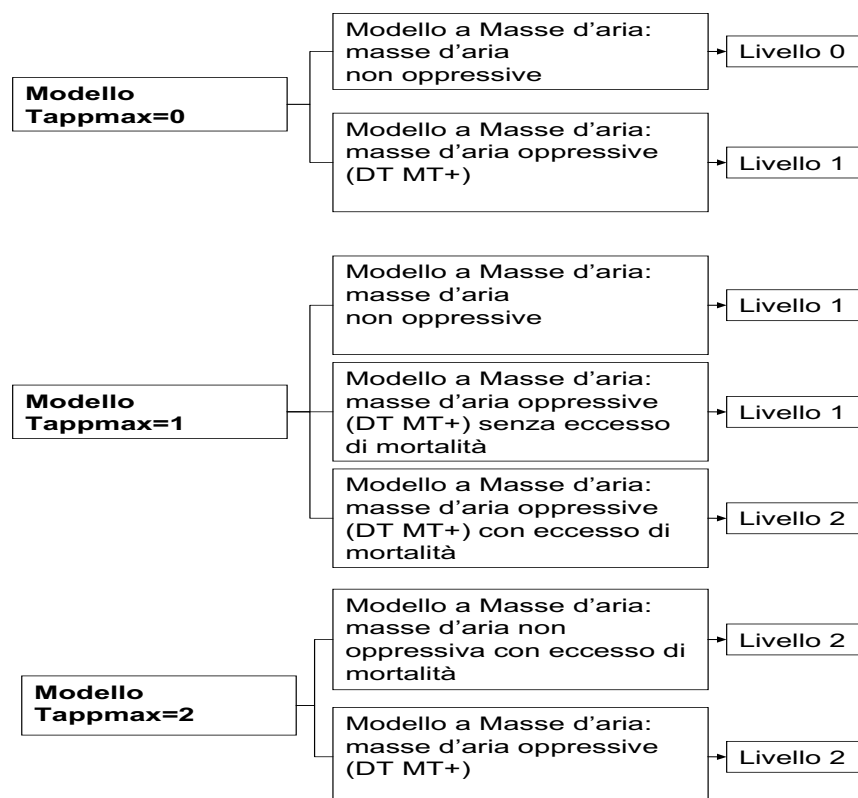 Modello
Tappmax=0
Modello a Masse d'aria:
masse d'aria
non oppressive
Livello 0
Modello a Masse d'aria:
masse d'aria oppressive
(DT MT+)
Livello 1
Modello
Tappmax=1
Modello a Masse d'aria:
masse d'aria
non oppressive
Livello 1
Modello a Masse d'aria:
masse d'aria oppressive
(DT MT+) senza eccesso
di mortalità
Livello 1
Modello a Masse d'aria:
masse d'aria oppressive
(DT MT+) con eccesso di
mortalità
Livello 2
Modello
Tappmax=2
Modello a Masse d'aria:
masse d'aria non
oppressiva con eccesso di
mortalità
Livello 2
Modello a Masse d'aria:
masse d'aria oppressive
(DT MT+)
Livello 2